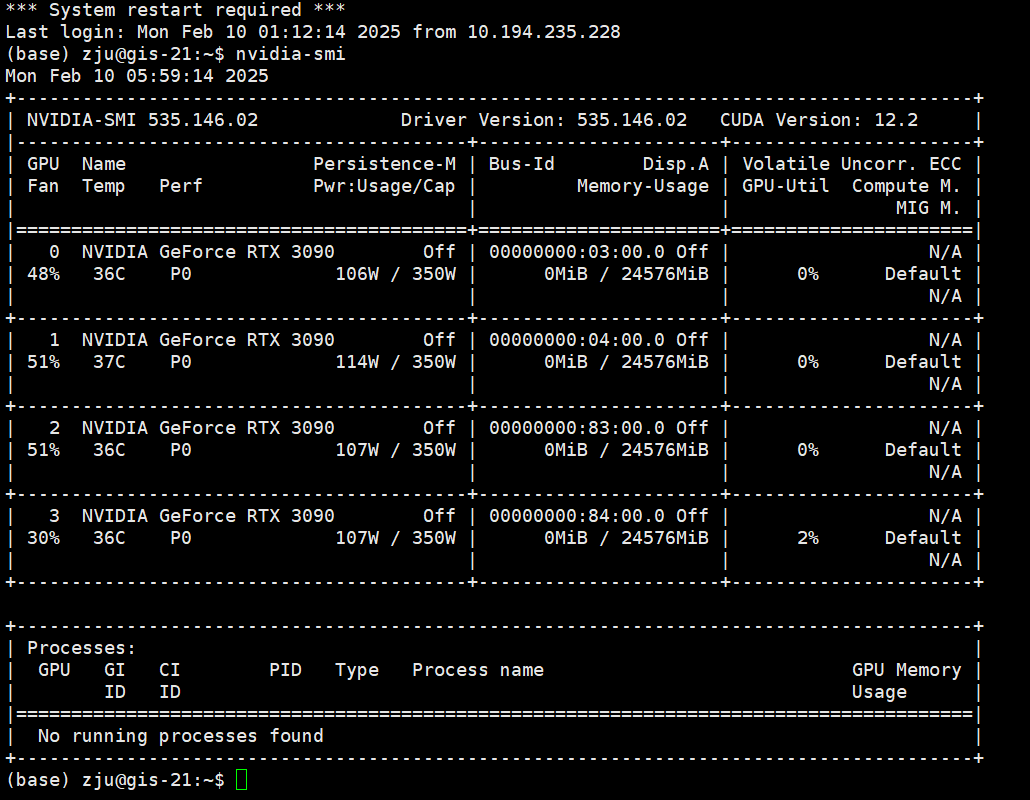 *** System restart required ***
Last login: Mon Feb 10 01:12:14 2025 from 10.194.235.228
(base) zju@gis-21:~$ nvidia-smi
Mon Feb 10 05:59:14 2025
+---------------------------------------------------------------------------------------+
| NVIDIA-SMI 535.146.02             Driver Version: 535.146.02   CUDA Version: 12.2     |
|-----------------------------------------+----------------------+----------------------+
| GPU  Name                 Persistence-M | Bus-Id        Disp.A | Volatile Uncorr. ECC |
| Fan  Temp   Perf          Pwr:Usage/Cap |         Memory-Usage | GPU-Util  Compute M. |
|                                         |                      |               MIG M. |
|=========================================+======================+======================|
|   0  NVIDIA GeForce RTX 3090        Off | 00000000:03:00.0 Off |                  N/A |
| 48%   36C    P0             106W / 350W |      0MiB / 24576MiB |      0%      Default |
|                                         |                      |                  N/A |
+-----------------------------------------+----------------------+----------------------+
|   1  NVIDIA GeForce RTX 3090        Off | 00000000:04:00.0 Off |                  N/A |
| 51%   37C    P0             114W / 350W |      0MiB / 24576MiB |      0%      Default |
|                                         |                      |                  N/A |
+-----------------------------------------+----------------------+----------------------+
|   2  NVIDIA GeForce RTX 3090        Off | 00000000:83:00.0 Off |                  N/A |
| 51%   36C    P0             107W / 350W |      0MiB / 24576MiB |      0%      Default |
|                                         |                      |                  N/A |
+-----------------------------------------+----------------------+----------------------+
|   3  NVIDIA GeForce RTX 3090        Off | 00000000:84:00.0 Off |                  N/A |
| 30%   36C    P0             107W / 350W |      0MiB / 24576MiB |      2%      Default |
|                                         |                      |                  N/A |
+-----------------------------------------+----------------------+----------------------+

+---------------------------------------------------------------------------------------+
| Processes:                                                                            |
|  GPU   GI   CI        PID   Type   Process name                            GPU Memory |
|        ID   ID                                                             Usage      |
|=======================================================================================|
|  No running processes found                                                           |
+---------------------------------------------------------------------------------------+
(base) zju@gis-21:~$